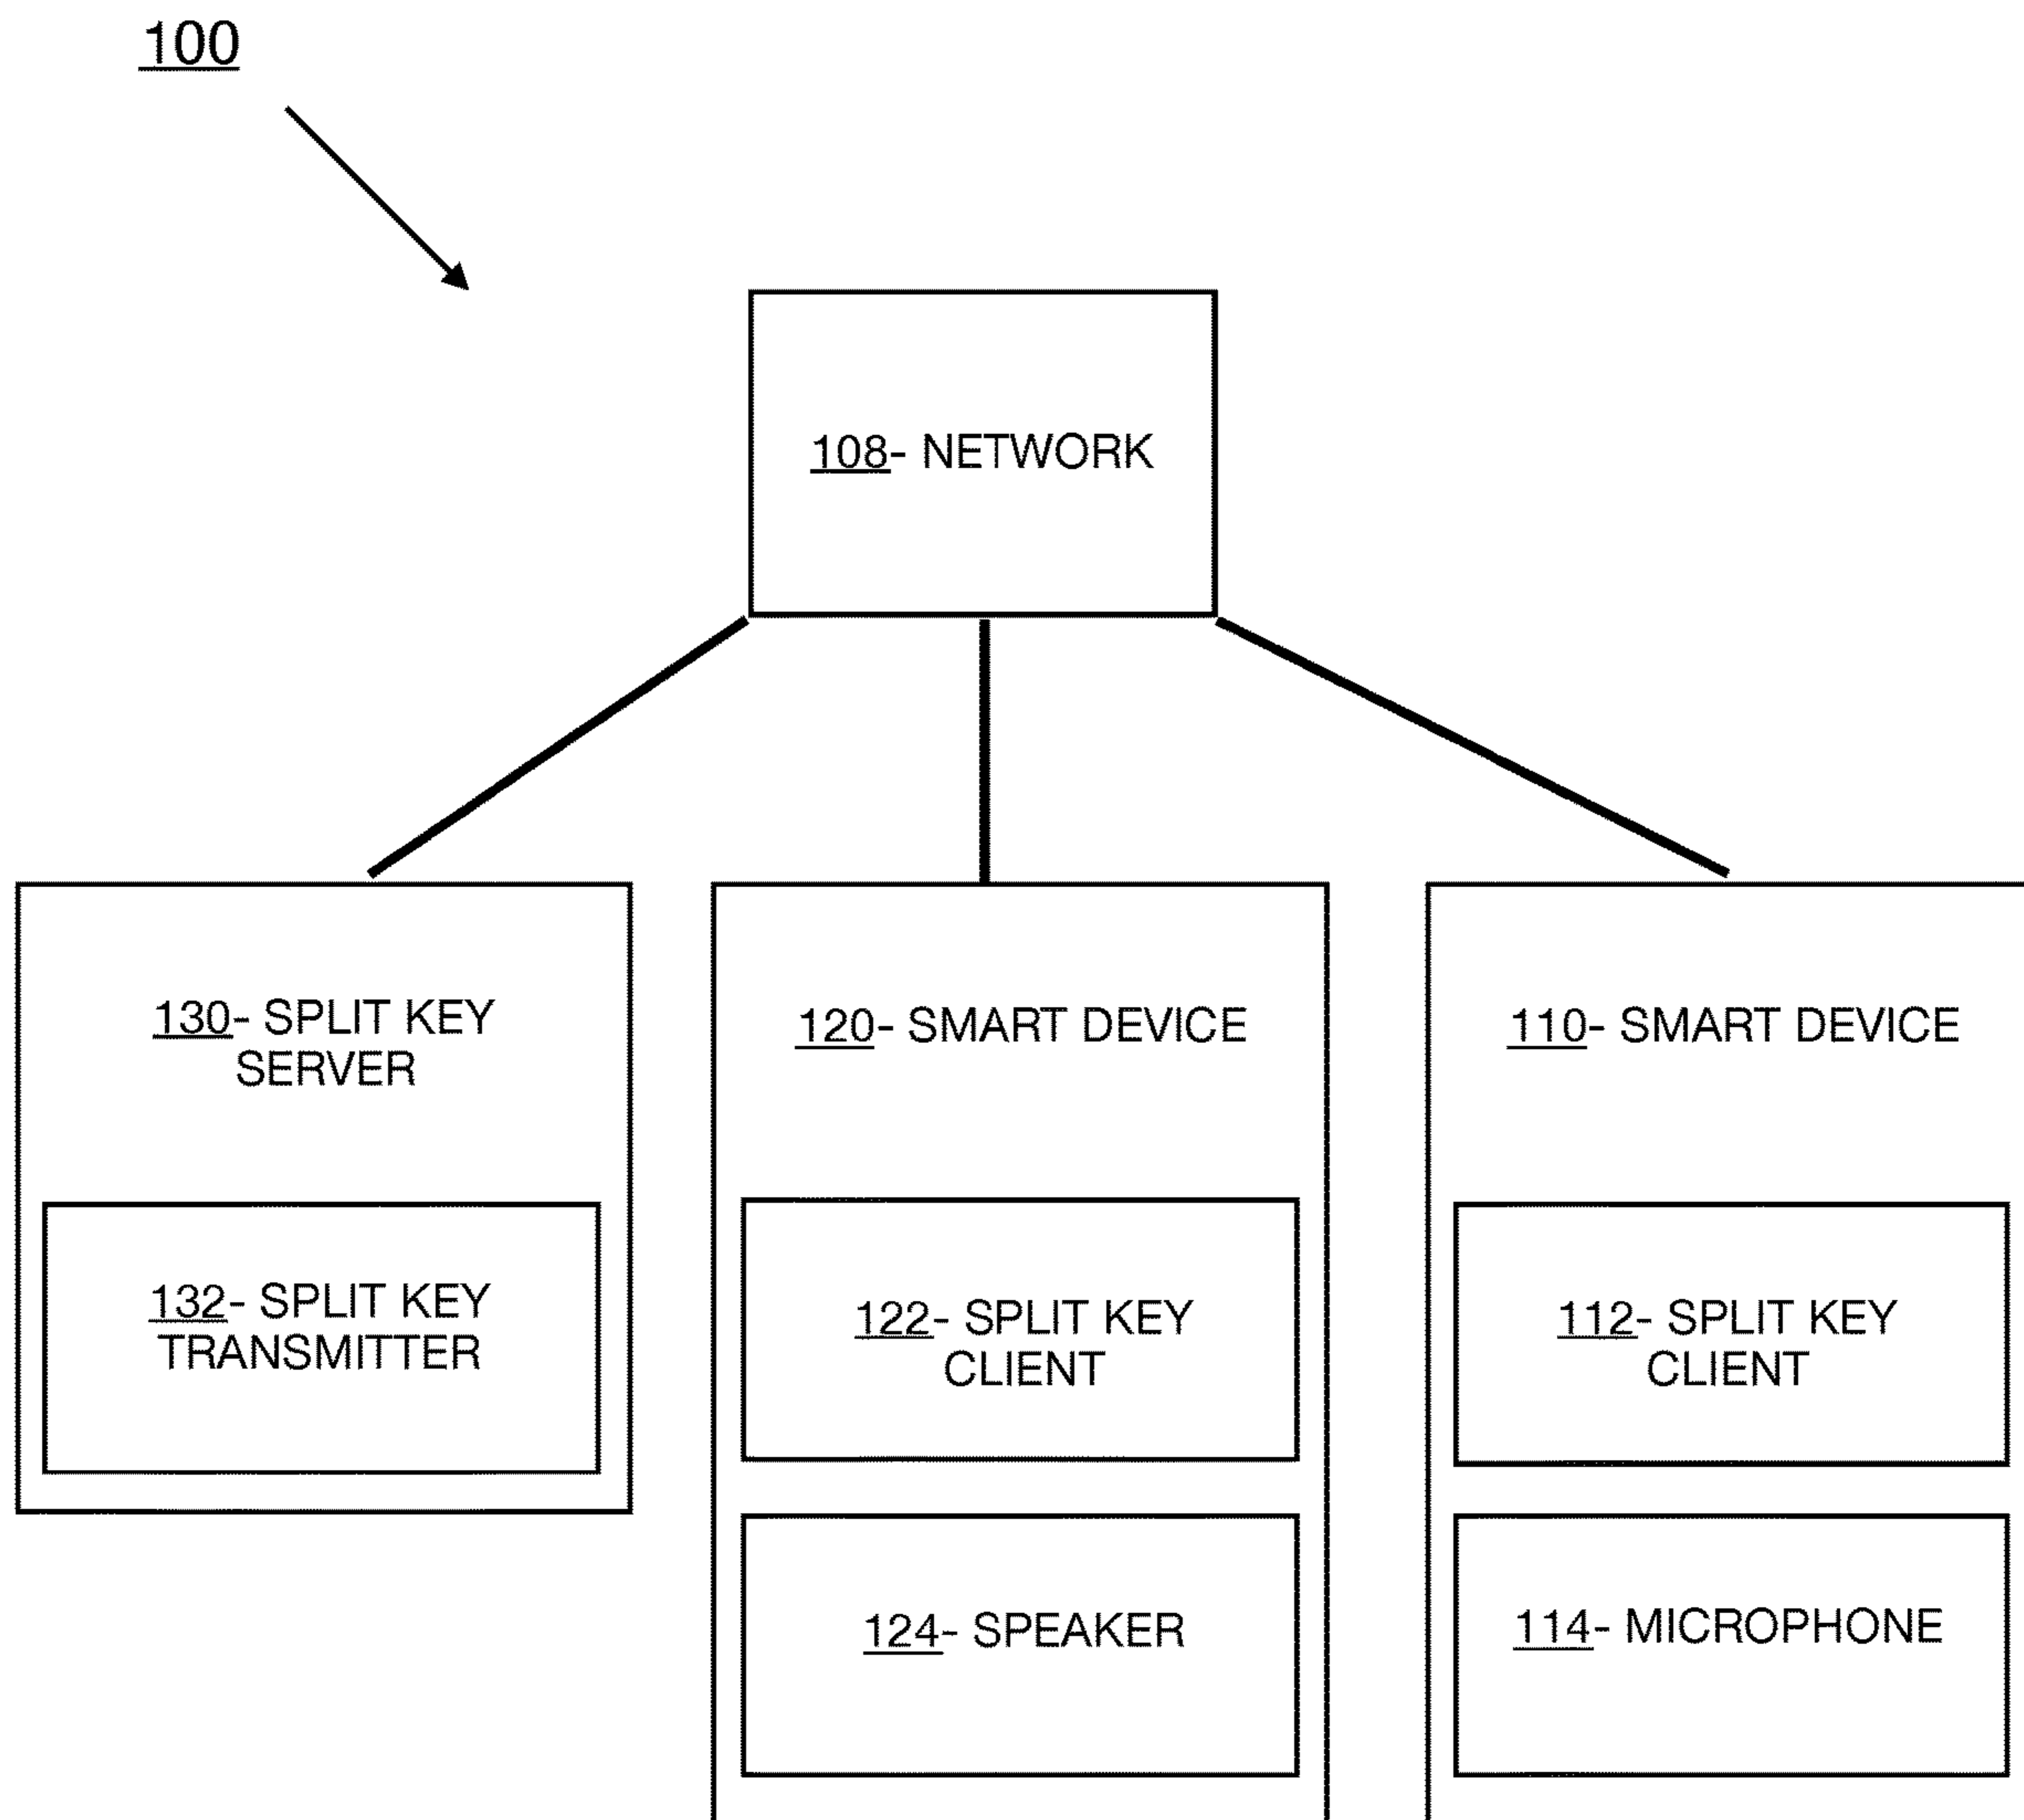 100
108- NETWORK
130- SPLIT KEY
SERVER
132- SPLIT KEY
TRANSMITTER
120- SMART DEVICE
122- SPLIT KEY
CLIENT
124- SPEAKER
110- SMART DEVICE
112- SPLIT KEY
CLIENT
114- MICROPHONE